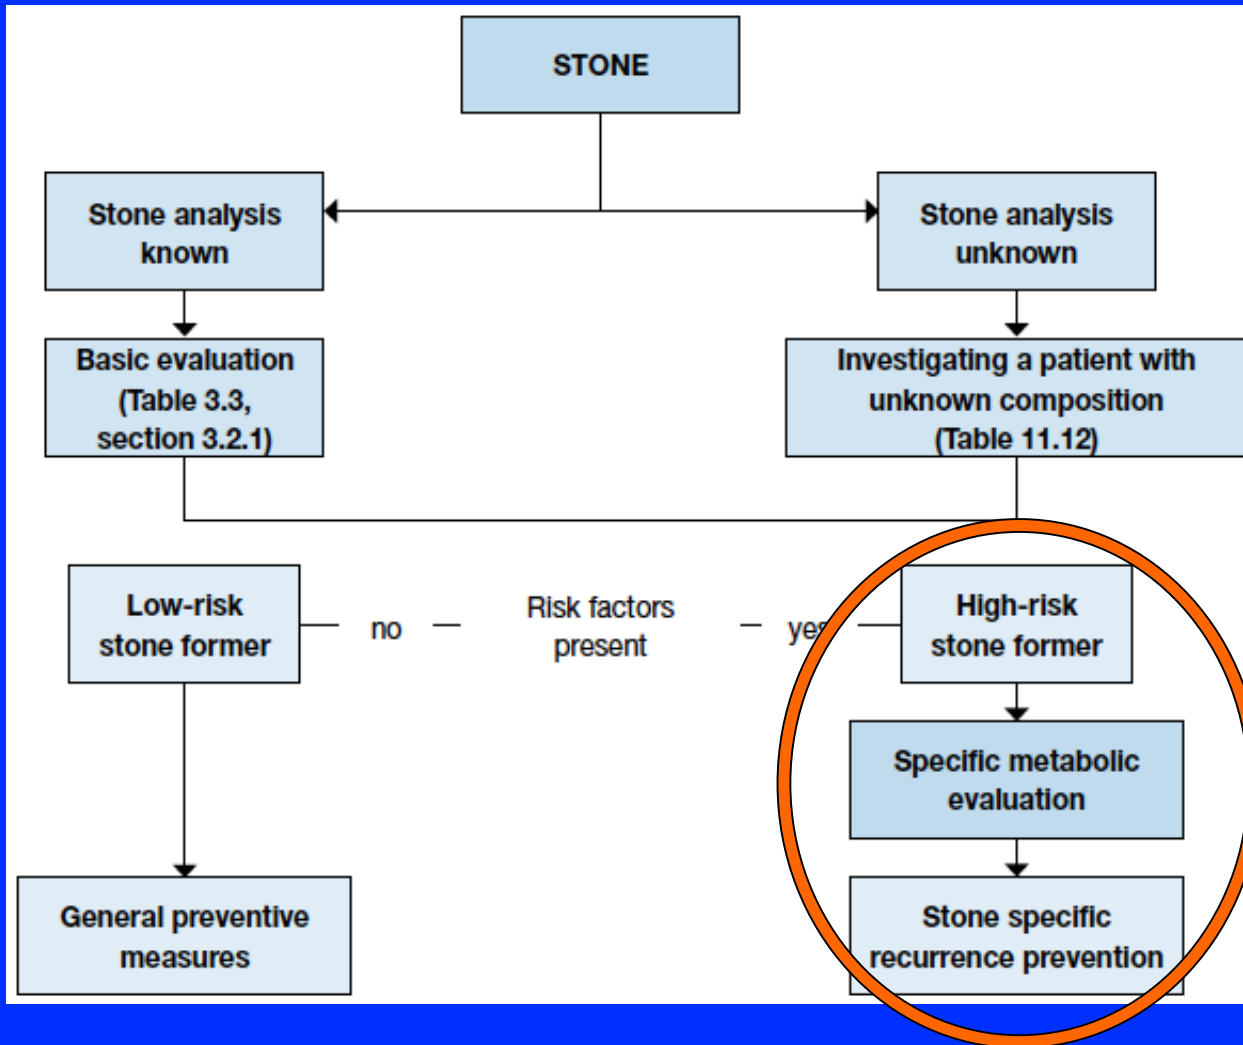 STONE
Stone analysis
known
Stone analysis
unknown
Basic evaluation
(Table 3.3,
section 3.2.1)
Investigating a patient with
unknown composition
(Table 11.12)
Low-risk
stone former
no
Risk factors
present
yes
High-risk
stone former
Specific metabolic
evaluation
General preventive
measures
Stone specific
recurrence prevention